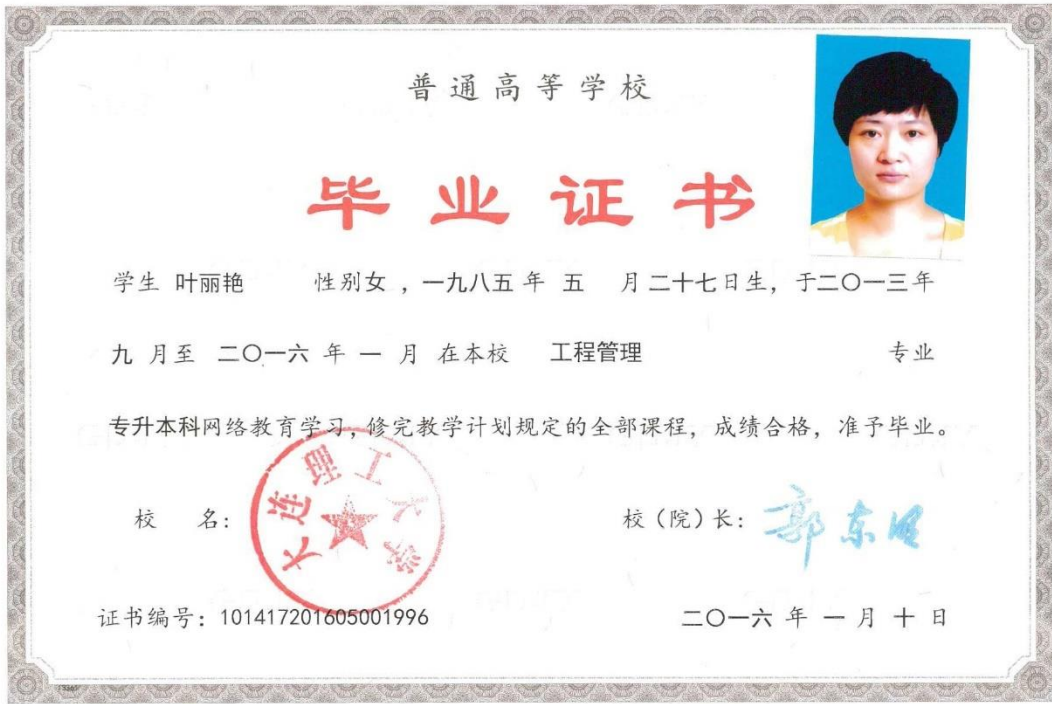 普通高等学校
毕业证书
学生 叶丽艳 性别女，一九八五年 五 月二十七日生，于二〇一三年
九 月至 二〇一六 年 一 月 在本校 工程管理 专业
专升本科网络教育学习，修完教学计划规定的全部课程，成绩合格，准予毕业。
校 名：
大连理工大学
校（院）长：郭东明
证书编号：101417201605001996
二〇一六 年 一 月 十 日